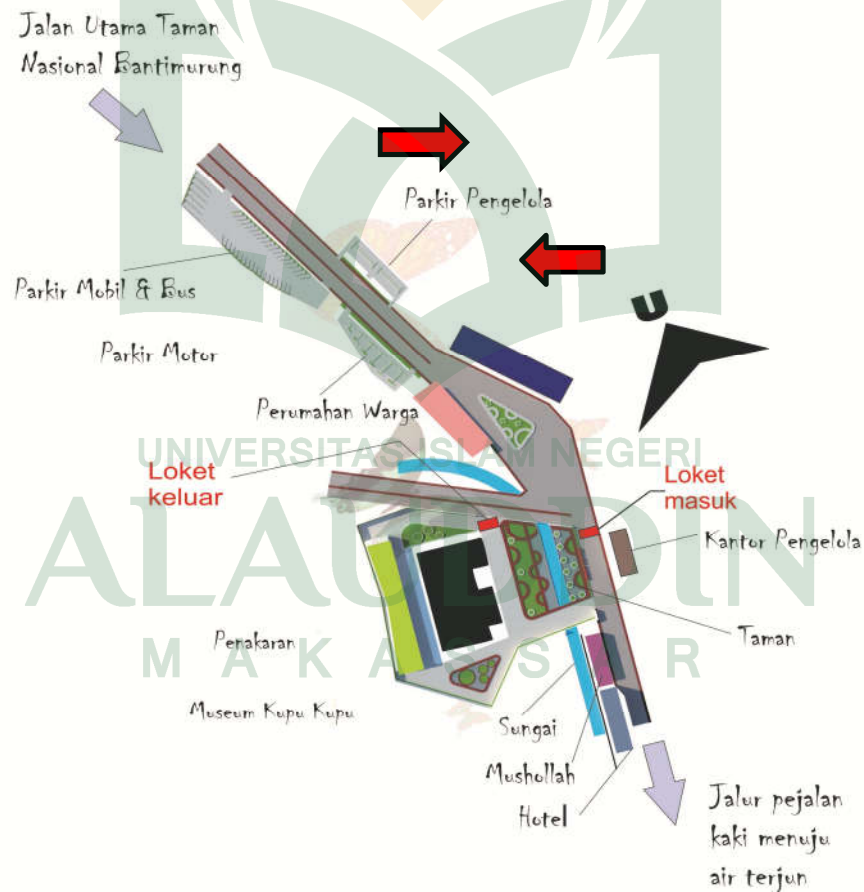 Jalan Utama Taman
Nasional Bantimurung
Parkir Pengelola
Parkir Mobil & Bus
U
Parkir Motor
Perumahan Warga
UNIVERSITAS ISLAM NEGERI
Loket
keluar
Loket
masuk
ALAUDDIN
Kantor Pengelola
Penakaran
Taman
MAKASSAR
Museum Kupu Kupu
Sungai
Mushollah
Hotel
Jalur pejalan
kaki menuju
air terjun